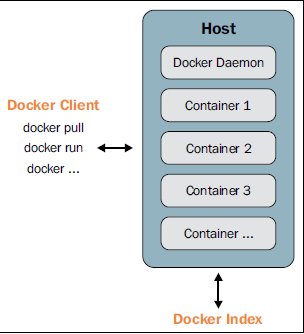 Host
Docker Daemon
Container 1
Container 2
Container 3
Container ...
Docker Client
docker pull
docker run
docker ...
Docker Index